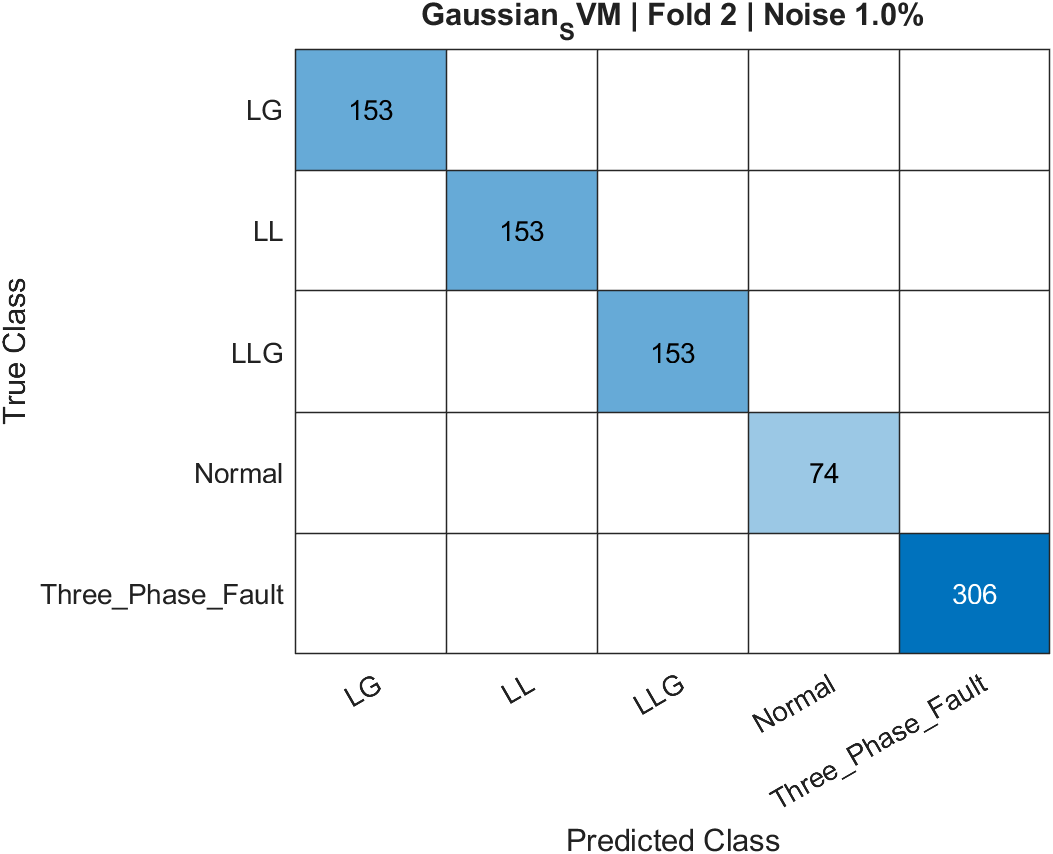 Gaussian_SVM | Fold 2 | Noise 1.0%
LG
153
LL
153
LLG
153
Normal
74
Three_Phase_Fault
306
True Class
LG
LL
LLG
Normal
Three_Phase_Fault
Predicted Class